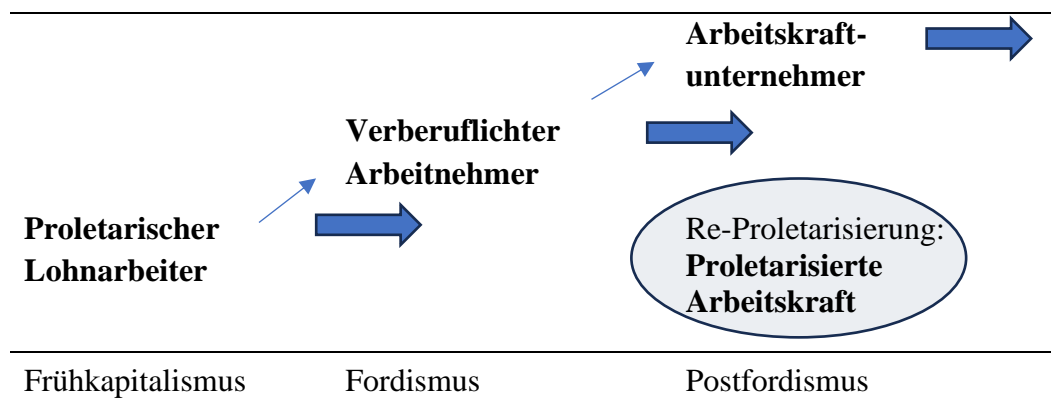 Arbeitskraft-
unternehmer
Verberuflichter
Arbeitnehmer
Proletarischer
Lohnarbeiter
Re-Proletarisierung:
Proletarisierte
Arbeitskraft
Frühkapitalismus Fordismus Postfordismus